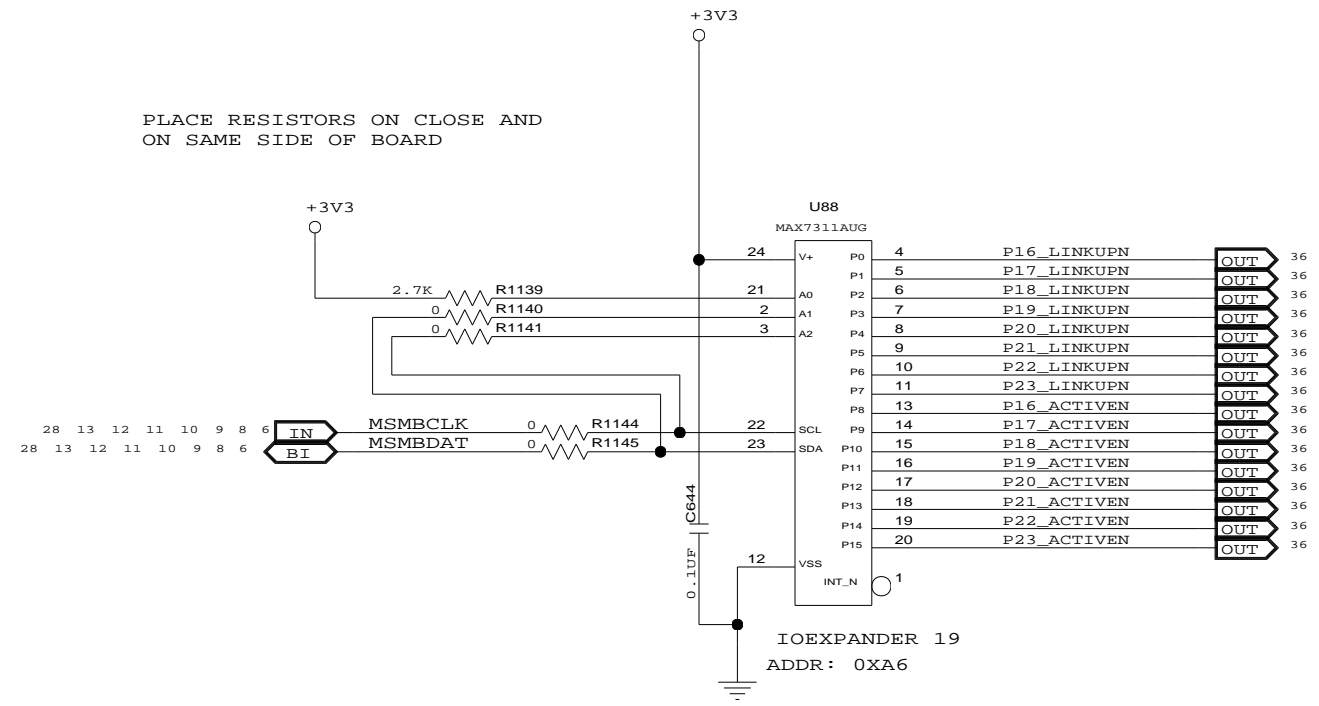 +3V3
PLACE RESISTORS ON CLOSE AND
ON SAME SIDE OF BOARD
+3V3
U88
MAX7311AUG
24 V+ P0 4 P16_LINKUPN OUT 36
P1 5 P17_LINKUPN OUT 36
2.7K R1139 21 A0 P2 6 P18_LINKUPN OUT 36
0 R1140 2 A1 P3 7 P19_LINKUPN OUT 36
0 R1141 3 A2 P4 8 P20_LINKUPN OUT 36
P5 9 P21_LINKUPN OUT 36
P6 10 P22_LINKUPN OUT 36
P7 11 P23_LINKUPN OUT 36
P8 13 P16_ACTIVEN OUT 36
28 13 12 11 10 9 8 6 IN MSMBCLK 0 R1144 22 SCL P9 14 P17_ACTIVEN OUT 36
28 13 12 11 10 9 8 6 BI MSMBDAT 0 R1145 23 SDA P10 15 P18_ACTIVEN OUT 36
P11 16 P19_ACTIVEN OUT 36
P12 17 P20_ACTIVEN OUT 36
P13 18 P21_ACTIVEN OUT 36
P14 19 P22_ACTIVEN OUT 36
P15 20 P23_ACTIVEN OUT 36
C644
0.1UF
12 VSS
INT_N 1
IOEXPANDER 19
ADDR: 0XA6